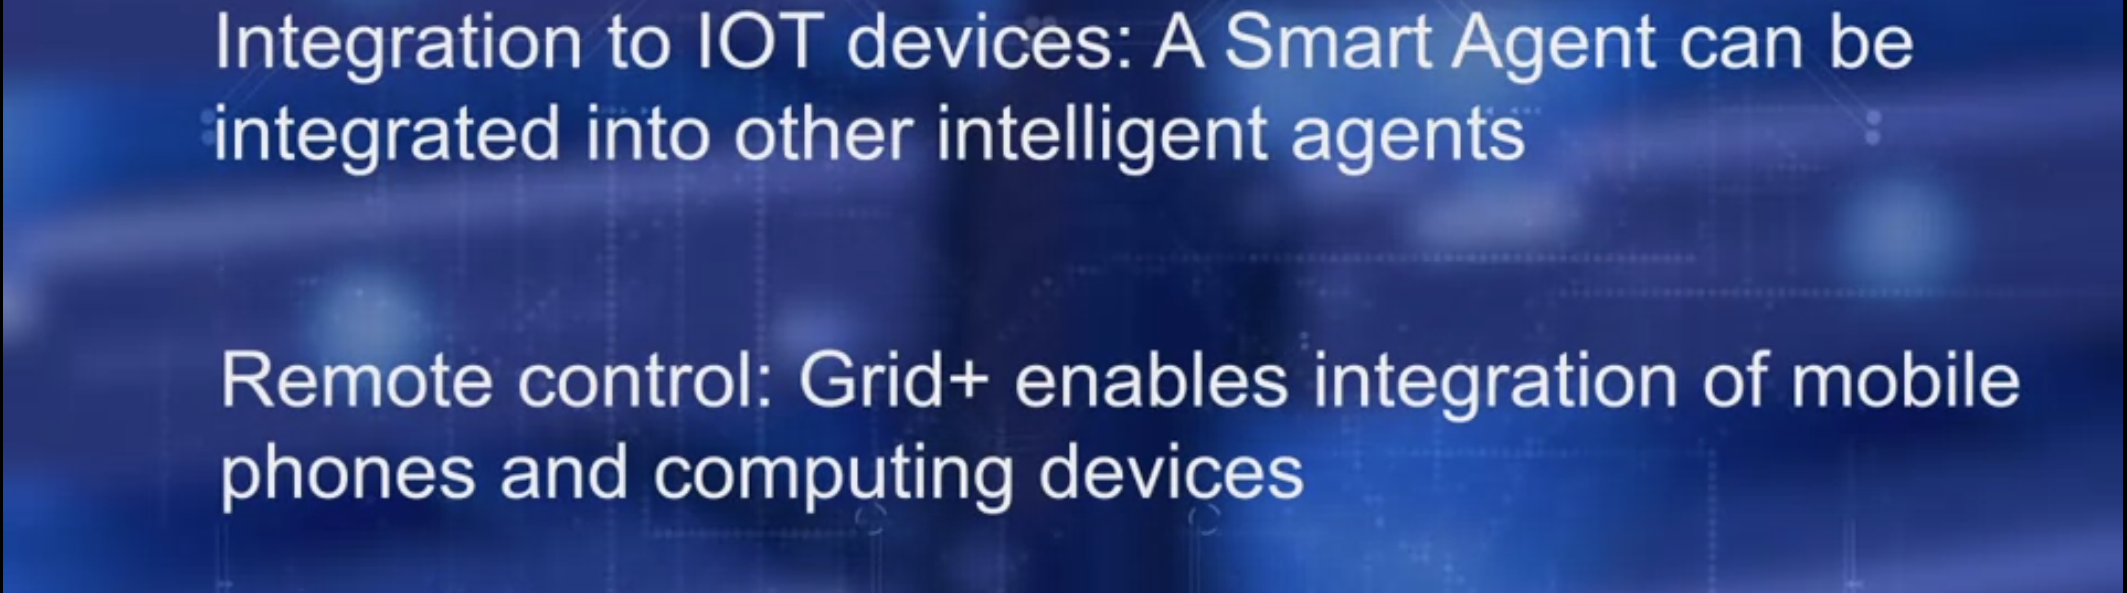 Integration to IOT devices: A Smart Agent can be
integrated into other intelligent agents
Remote control: Grid+ enables integration of mobile
phones and computing devices